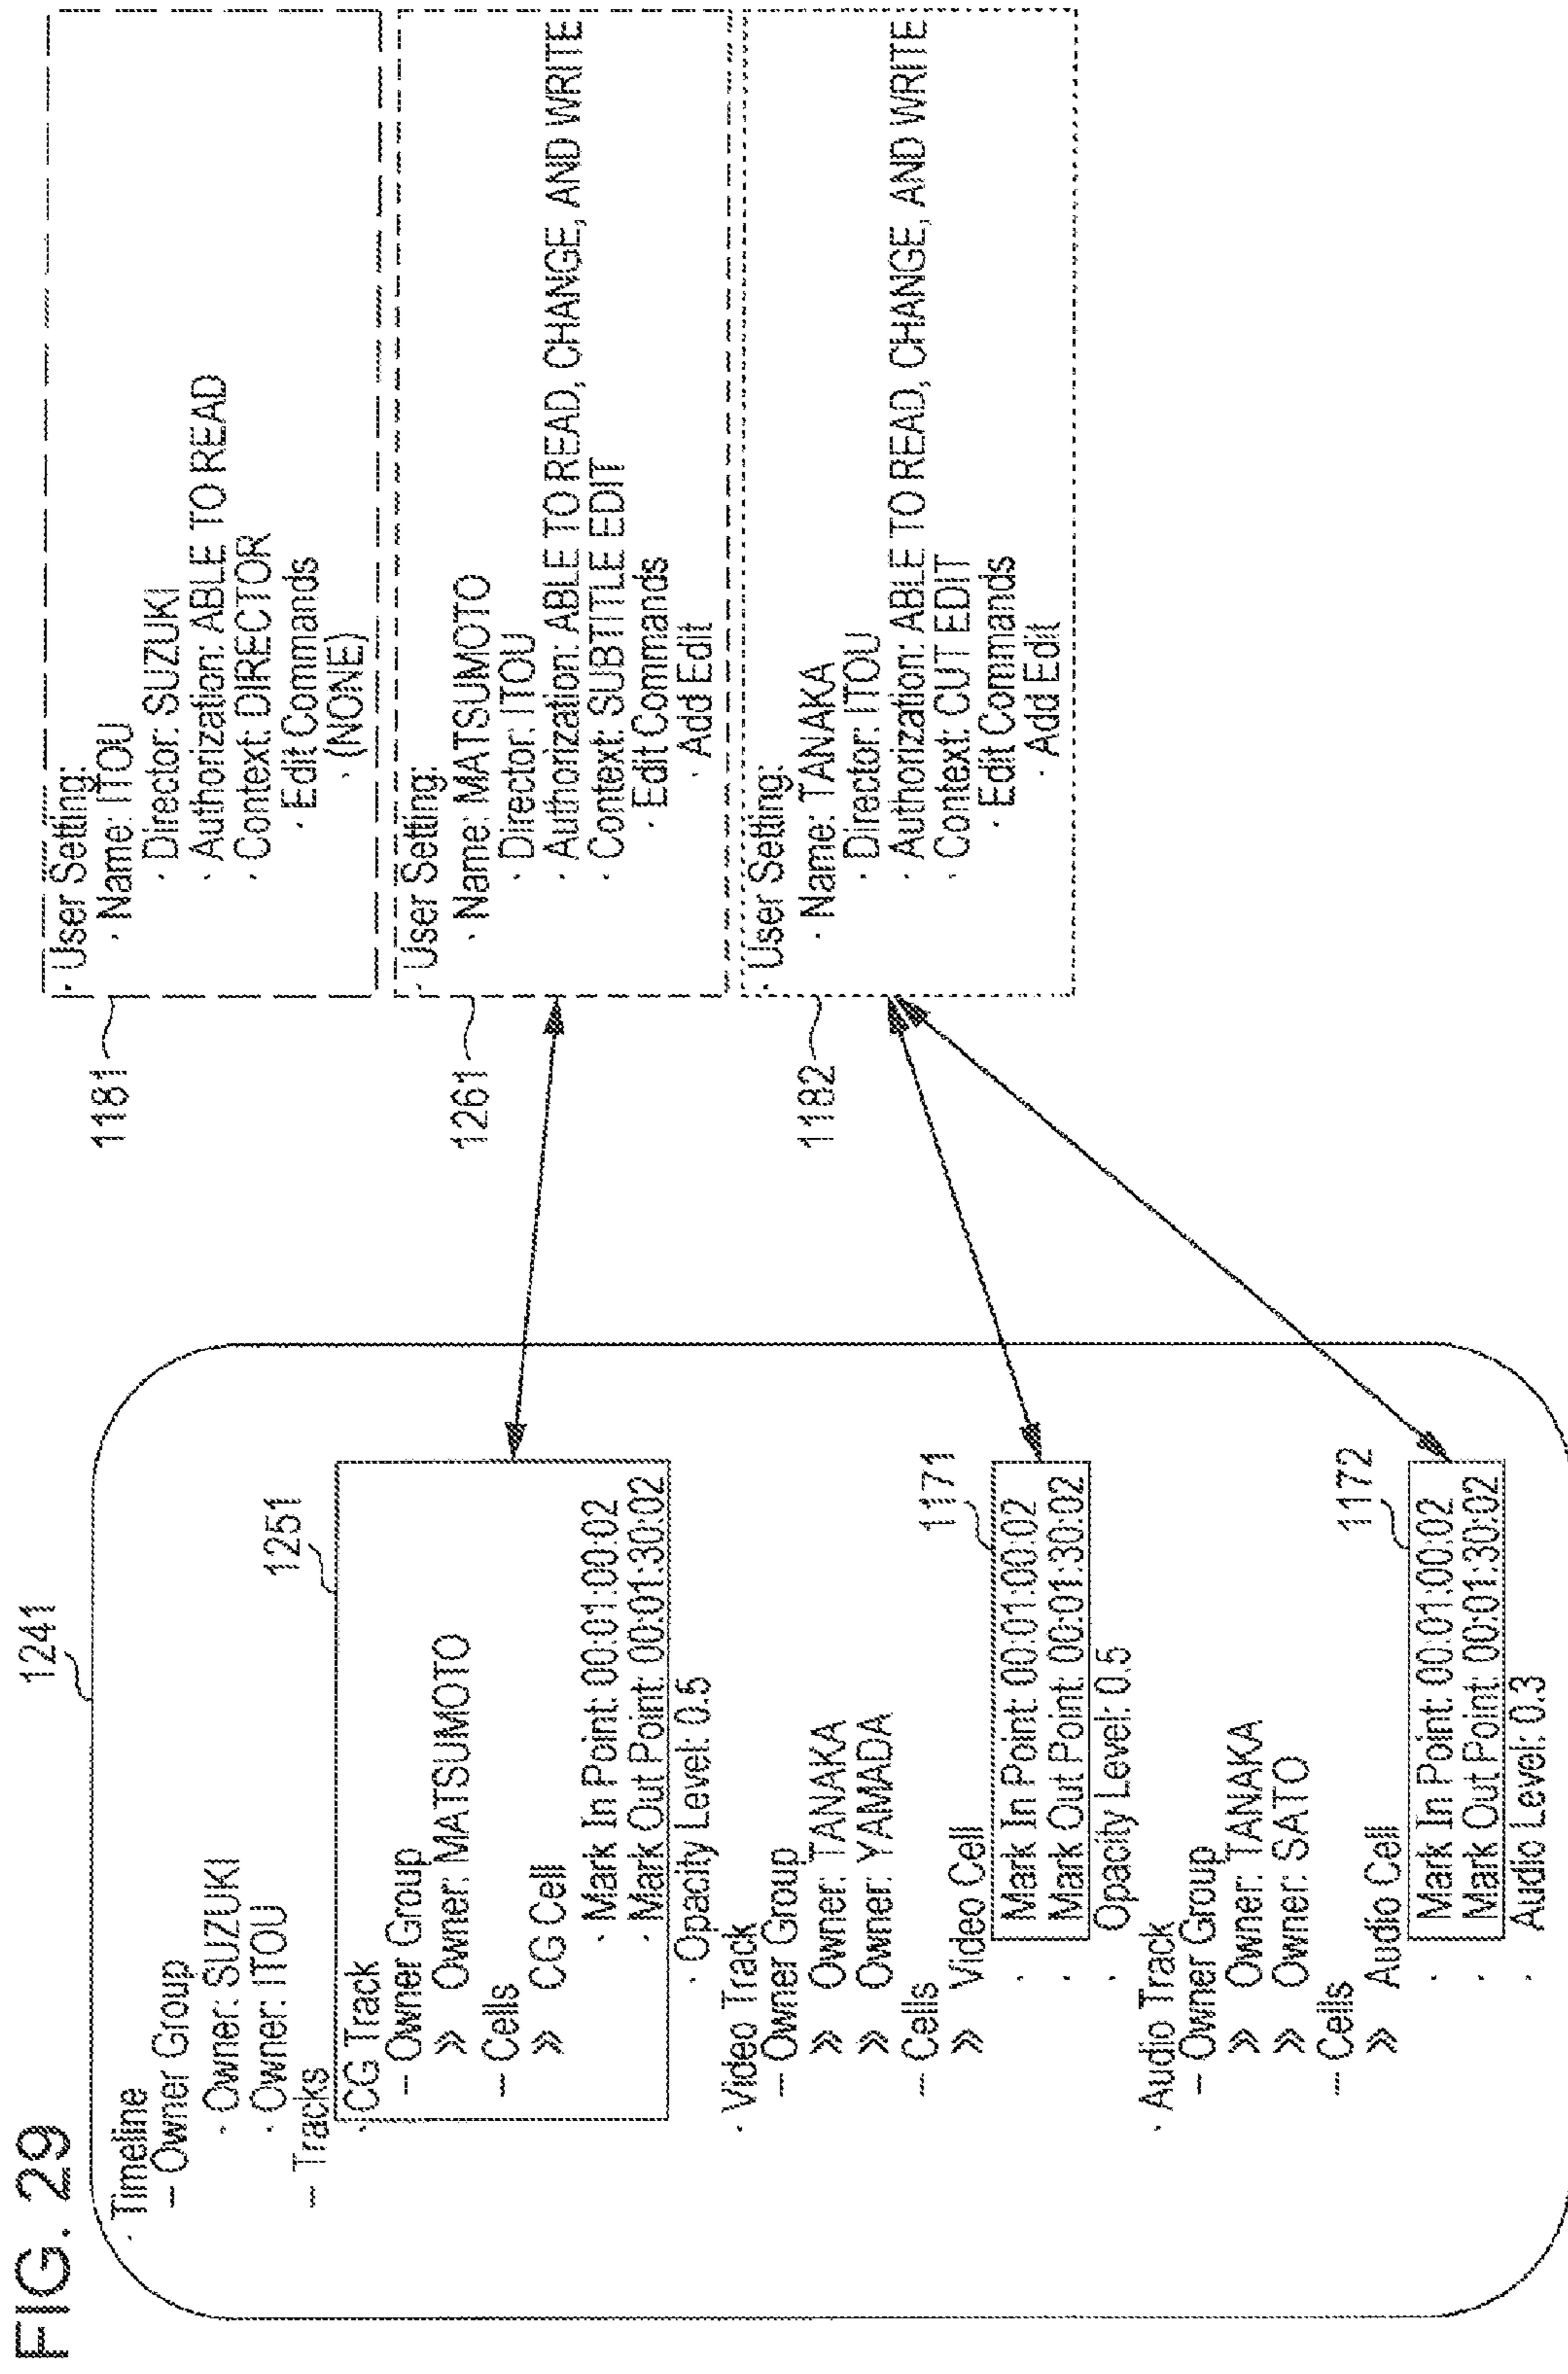 FIG. 29
1241
· Timeline
– Owner Group
· Owner: SUZUKI
· Owner: ITOU
– Tracks
1251
· CG Track
– Owner Group
» Owner: MATSUMOTO
– Cells
» CG Cell
· Mark In Point: 00:01:00:02
· Mark Out Point: 00:01:30:02
· Opacity Level: 0.5
· Video Track
– Owner Group
» Owner: TANAKA
» Owner: YAMADA
– Cells
» Video Cell
1171
· Mark In Point: 00:01:00:02
· Mark Out Point: 00:01:30:02
· Opacity Level: 0.5
· Audio Track
– Owner Group
» Owner: TANAKA
» Owner: SATO
– Cells
» Audio Cell
1172
· Mark In Point: 00:01:00:02
· Mark Out Point: 00:01:30:02
· Audio Level: 0.3
1181
· User Setting:
· Name: ITOU
· Director: SUZUKI
· Authorization: ABLE TO READ
· Context: DIRECTOR
· Edit Commands
· (NONE)
1261
· User Setting:
· Name: MATSUMOTO
· Director: ITOU
· Authorization: ABLE TO READ, CHANGE, AND WRITE
· Context: SUBTITLE EDIT
· Edit Commands
· Add Edit
1182
· User Setting:
· Name: TANAKA
· Director: ITOU
· Authorization: ABLE TO READ, CHANGE, AND WRITE
· Context: CUT EDIT
· Edit Commands
· Add Edit